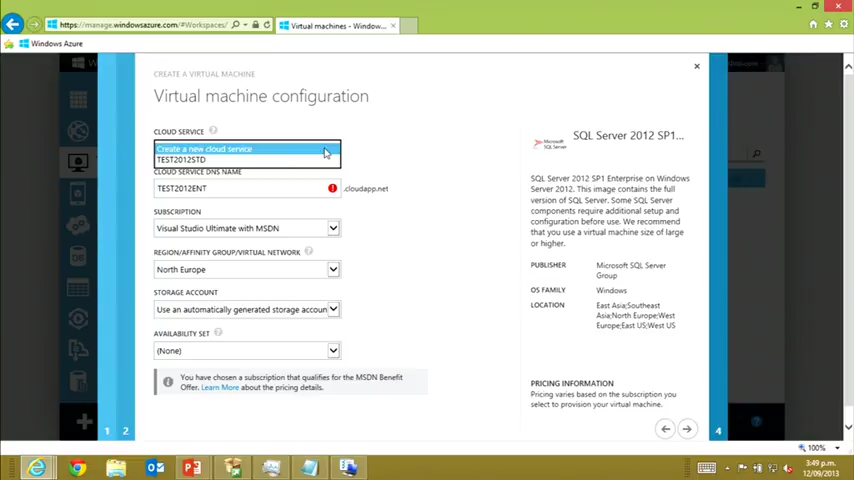 https://manage.windowsazure.com/#Workspaces/
Virtual machines - Window...
Windows Azure
CREATE A VIRTUAL MACHINE
Virtual machine configuration
CLOUD SERVICE
Create a new cloud service
TEST2012STD
CLOUD SERVICE DNS NAME
TEST2012ENT
.cloudapp.net
SUBSCRIPTION
Visual Studio Ultimate with MSDN
REGION/AFFINITY GROUP/VIRTUAL NETWORK
North Europe
STORAGE ACCOUNT
Use an automatically generated storage accoun
AVAILABILITY SET
(None)
You have chosen a subscription that qualifies for the MSDN Benefit
Offer. Learn More about the pricing details.
Microsoft
SQL Server
SQL Server 2012 SP1...
SQL Server 2012 SP1 Enterprise on Windows
Server 2012. This image contains the full
version of SQL Server. Some SQL Server
components require additional setup and
configuration before use. We recommend
that you use a virtual machine size of large
or higher.
PUBLISHER
Microsoft SQL Server
Group
OS FAMILY
Windows
LOCATION
East Asia;Southeast
Asia;North Europe;West
Europe;East US;West US
PRICING INFORMATION
Pricing varies based on the subscription you
select to provision your virtual machine.
1
2
4
100%
3:49 p.m.
12/09/2013